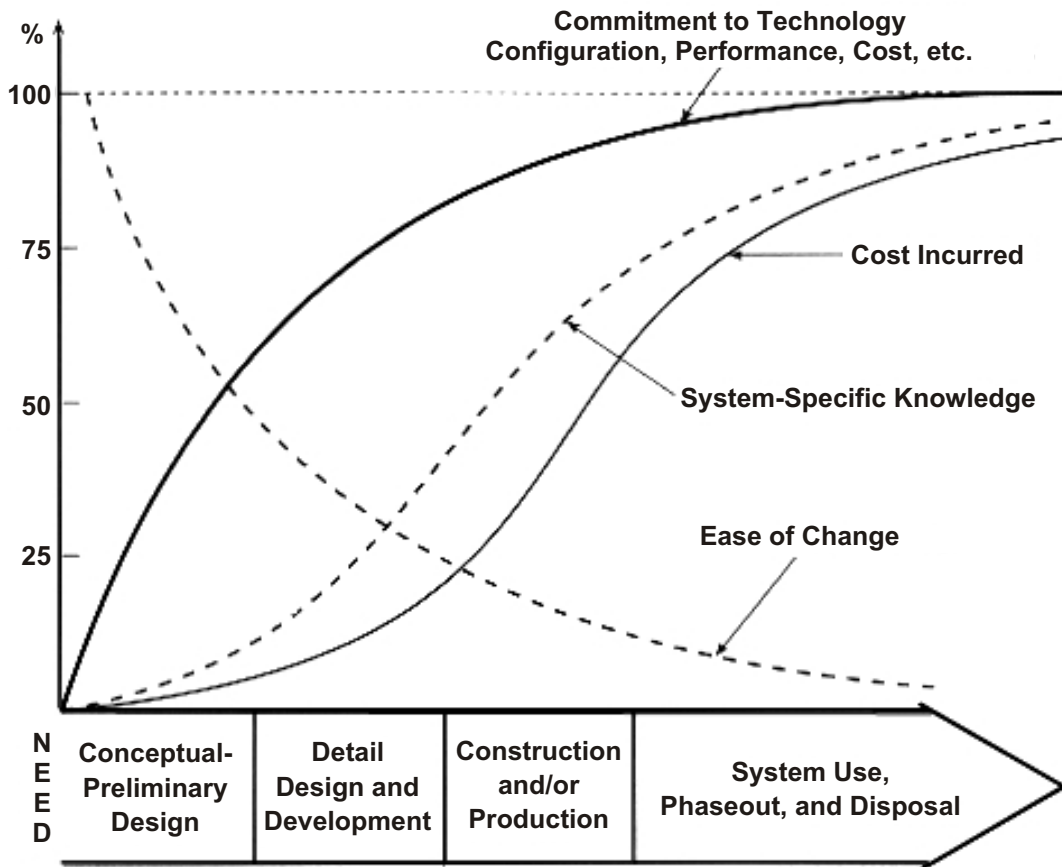 Commitment to Technology
Configuration, Performance, Cost, etc.
%
100
75
50
25
Cost Incurred
System-Specific Knowledge
Ease of Change
NEED
Conceptual-
Preliminary
Design
Detail
Design and
Development
Construction
and/or
Production
System Use,
Phaseout, and Disposal